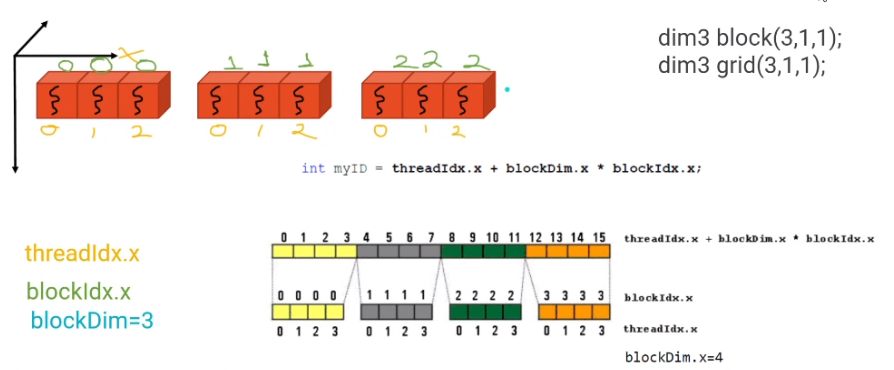 dim3 block(3,1,1);
dim3 grid(3,1,1);
x
0 0 0 1 1 1 2 2 2
0 1 2 0 1 2 0 1 2
int myID = threadIdx.x + blockDim.x * blockIdx.x;
threadIdx.x
blockIdx.x
blockDim=3
0 1 2 3 4 5 6 7 8 9 10 11 12 13 14 15 threadIdx.x + blockDim.x * blockIdx.x
0 0 0 0 1 1 1 1 2 2 2 2 3 3 3 3 blockIdx.x
0 1 2 3 0 1 2 3 0 1 2 3 0 1 2 3 threadIdx.x
blockDim.x=4